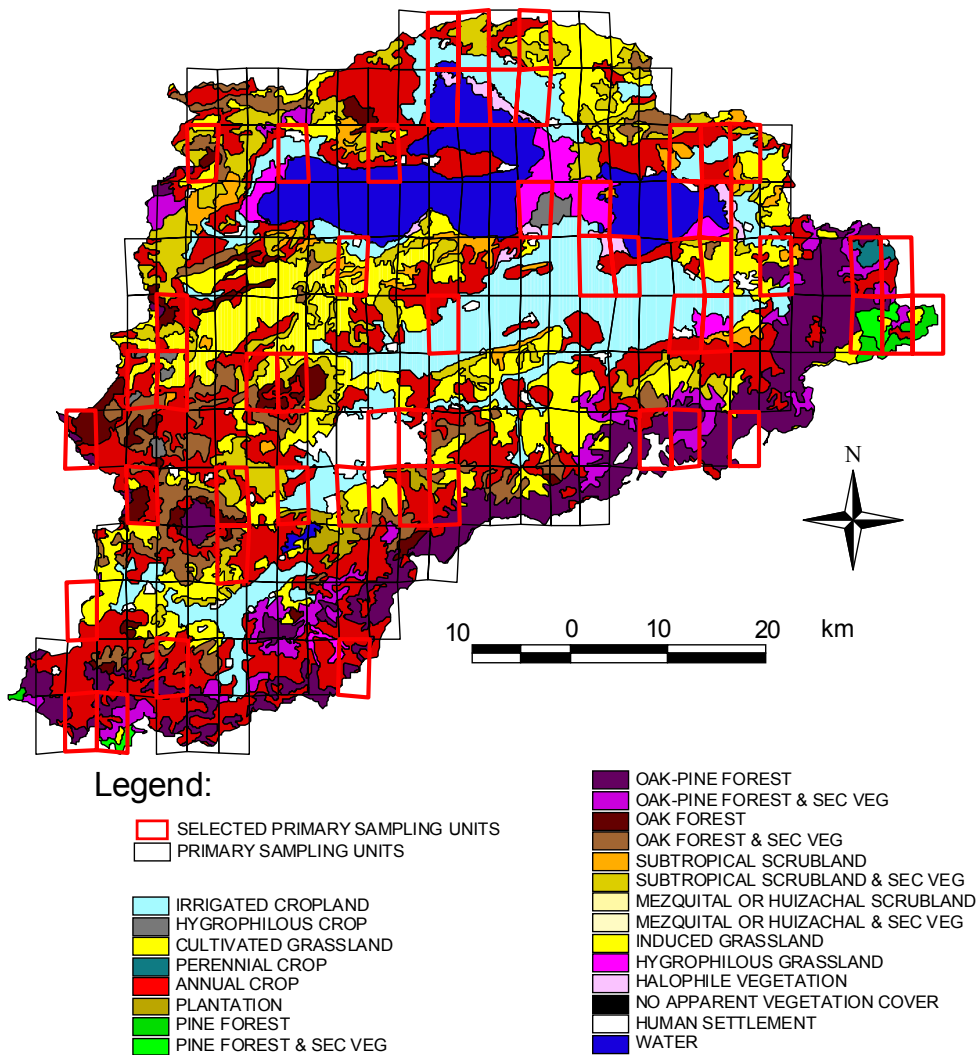 N
10 0 10 20 km
Legend:
SELECTED PRIMARY SAMPLING UNITS
PRIMARY SAMPLING UNITS
IRRIGATED CROPLAND
HYGROPHILOUS CROP
CULTIVATED GRASSLAND
PERENNIAL CROP
ANNUAL CROP
PLANTATION
PINE FOREST
PINE FOREST & SEC VEG
OAK-PINE FOREST
OAK-PINE FOREST & SEC VEG
OAK FOREST
OAK FOREST & SEC VEG
SUBTROPICAL SCRUBLAND
SUBTROPICAL SCRUBLAND & SEC VEG
MEZQUITAL OR HUIZACHAL SCRUBLAND
MEZQUITAL OR HUIZACHAL & SEC VEG
INDUCED GRASSLAND
HYGROPHILOUS GRASSLAND
HALOPHILE VEGETATION
NO APPARENT VEGETATION COVER
HUMAN SETTLEMENT
WATER